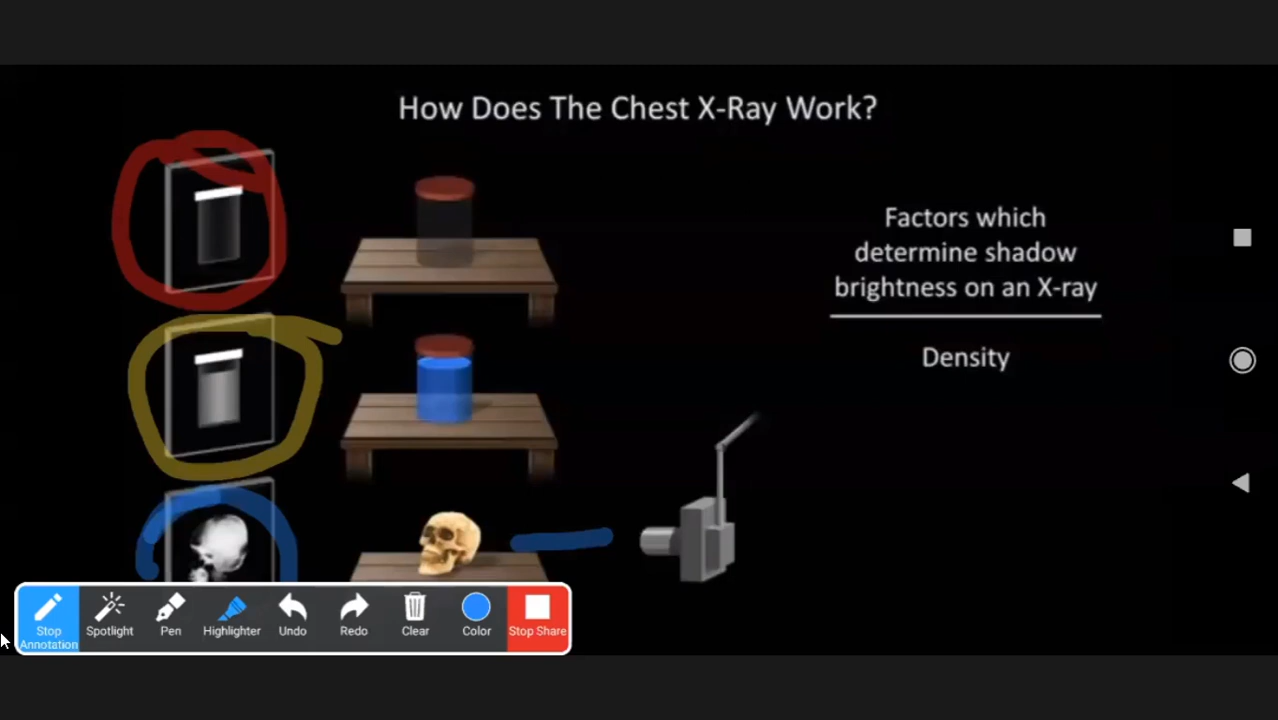 How Does The Chest X-Ray Work?
Factors which
determine shadow
brightness on an X-ray
Density
Stop
Annotation
Spotlight
Pen
Highlighter
Undo
Redo
Clear
Color
Stop Share